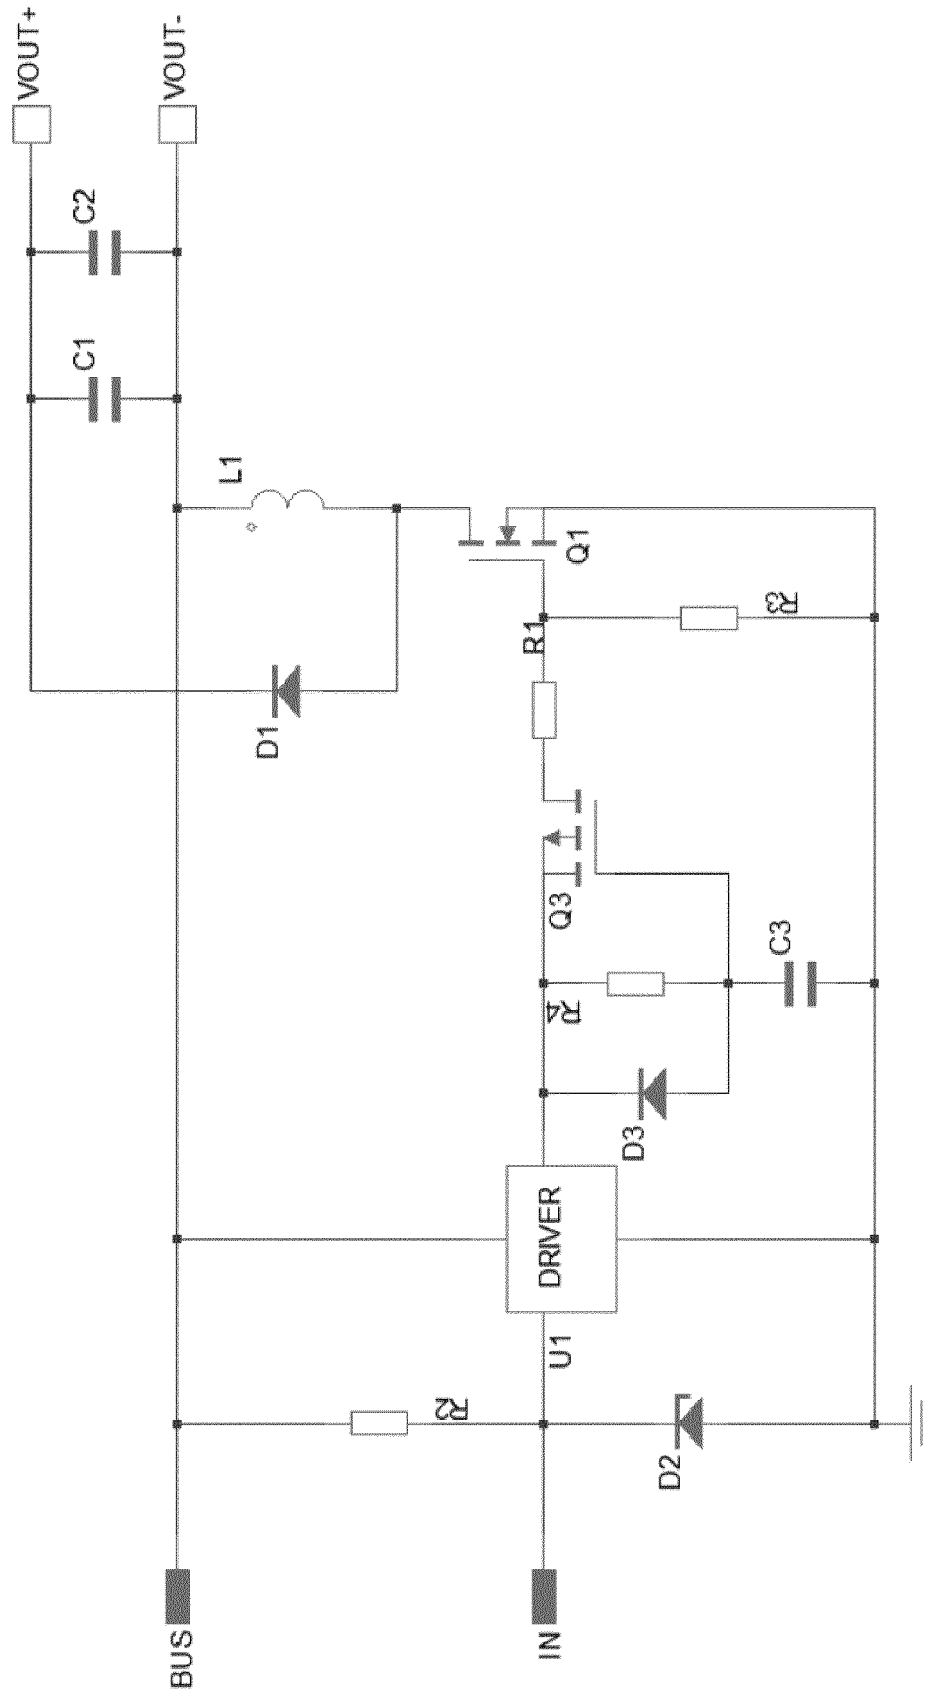 VOUT+
VOUT-
C2
C1
L1
D1
Q1
R3
R1
Q3
R4
C3
D3
DRIVER
U1
R2
D2
BUS
IN